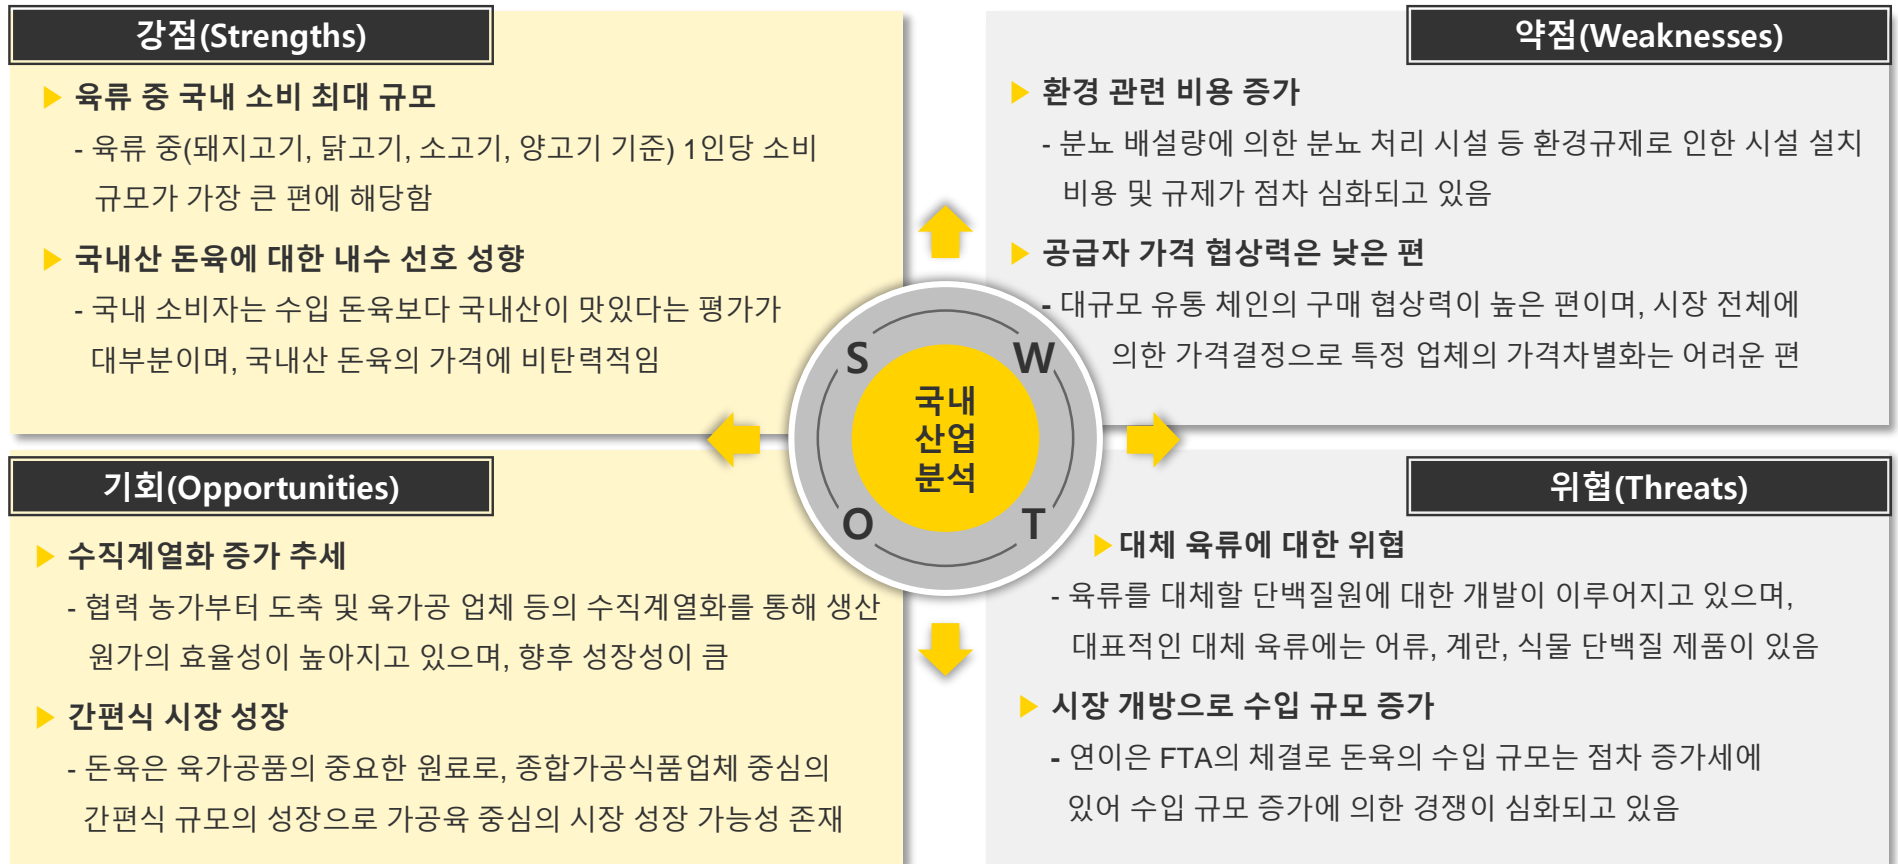 강점(Strengths)
육류 중 국내 소비 최대 규모
- 육류 중(돼지고기, 닭고기, 소고기, 양고기 기준) 1인당 소비
규모가 가장 큰 편에 해당함
국내산 돈육에 대한 내수 선호 성향
- 국내 소비자는 수입 돈육보다 국내산이 맛있다는 평가가
대부분이며, 국내산 돈육의 가격에 비탄력적임
약점(Weaknesses)
환경 관련 비용 증가
- 분뇨 배설량에 의한 분뇨 처리 시설 등 환경규제로 인한 시설 설치
비용 및 규제가 점차 심화되고 있음
공급자 가격 협상력은 낮은 편
- 대규모 유통 체인의 구매 협상력이 높은 편이며, 시장 전체에
의한 가격결정으로 특정 업체의 가격차별화는 어려운 편
S
W
국내
산업
분석
O
T
기회(Opportunities)
수직계열화 증가 추세
- 협력 농가부터 도축 및 육가공 업체 등의 수직계열화를 통해 생산
원가의 효율성이 높아지고 있으며, 향후 성장성이 큼
간편식 시장 성장
- 돈육은 육가공품의 중요한 원료로, 종합가공식품업체 중심의
간편식 규모의 성장으로 가공육 중심의 시장 성장 가능성 존재
위협(Threats)
대체 육류에 대한 위협
- 육류를 대체할 단백질원에 대한 개발이 이루어지고 있으며,
대표적인 대체 육류에는 어류, 계란, 식물 단백질 제품이 있음
시장 개방으로 수입 규모 증가
- 연이은 FTA의 체결로 돈육의 수입 규모는 점차 증가세에
있어 수입 규모 증가에 의한 경쟁이 심화되고 있음